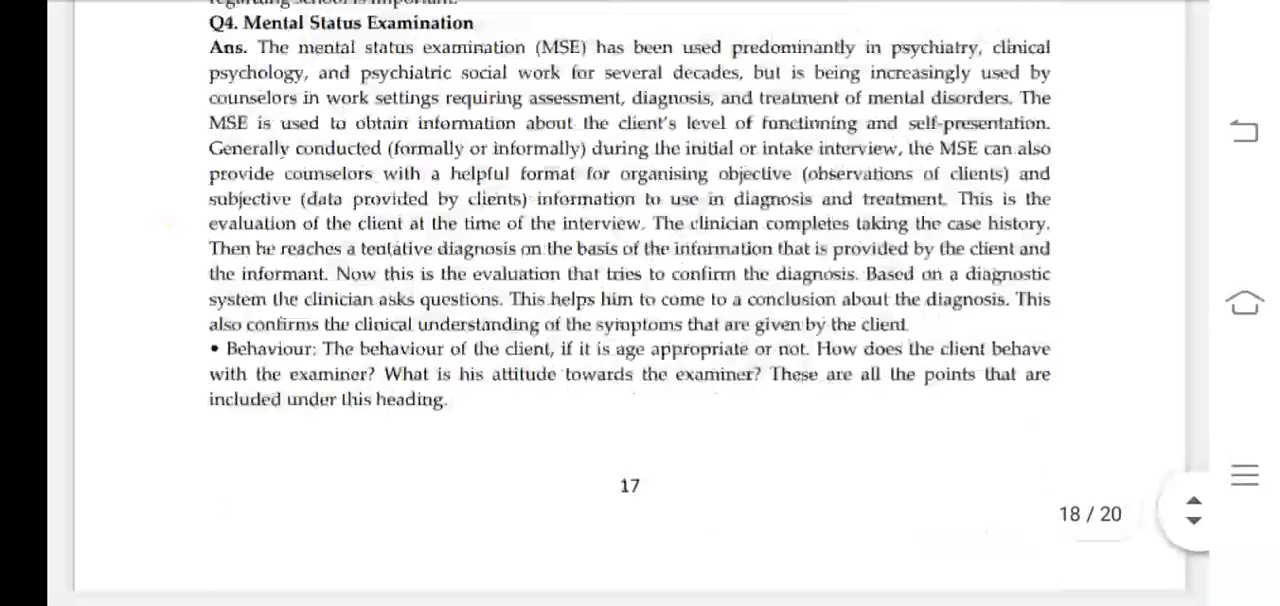 regarding school is important.
Q4. Mental Status Examination
Ans. The mental status examination (MSE) has been used predominantly in psychiatry, clinical
psychology, and psychiatric social work for several decades, but is being increasingly used by
counselors in work settings requiring assessment, diagnosis, and treatment of mental disorders. The
MSE is used to obtain information about the client's level of functioning and self-presentation.
Generally conducted (formally or informally) during the initial or intake interview, the MSE can also
provide counselors with a helpful format for organising objective (observations of clients) and
subjective (data provided by clients) information to use in diagnosis and treatment. This is the
evaluation of the client at the time of the interview. The clinician completes taking the case history.
Then he reaches a tentative diagnosis on the basis of the information that is provided by the client and
the informant. Now this is the evaluation that tries to confirm the diagnosis. Based on a diagnostic
system the clinician asks questions. This helps him to come to a conclusion about the diagnosis. This
also confirms the clinical understanding of the symptoms that are given by the client.
• Behaviour: The behaviour of the client, if it is age appropriate or not. How does the client behave
with the examiner? What is his attitude towards the examiner? These are all the points that are
included under this heading.
17
18 / 20